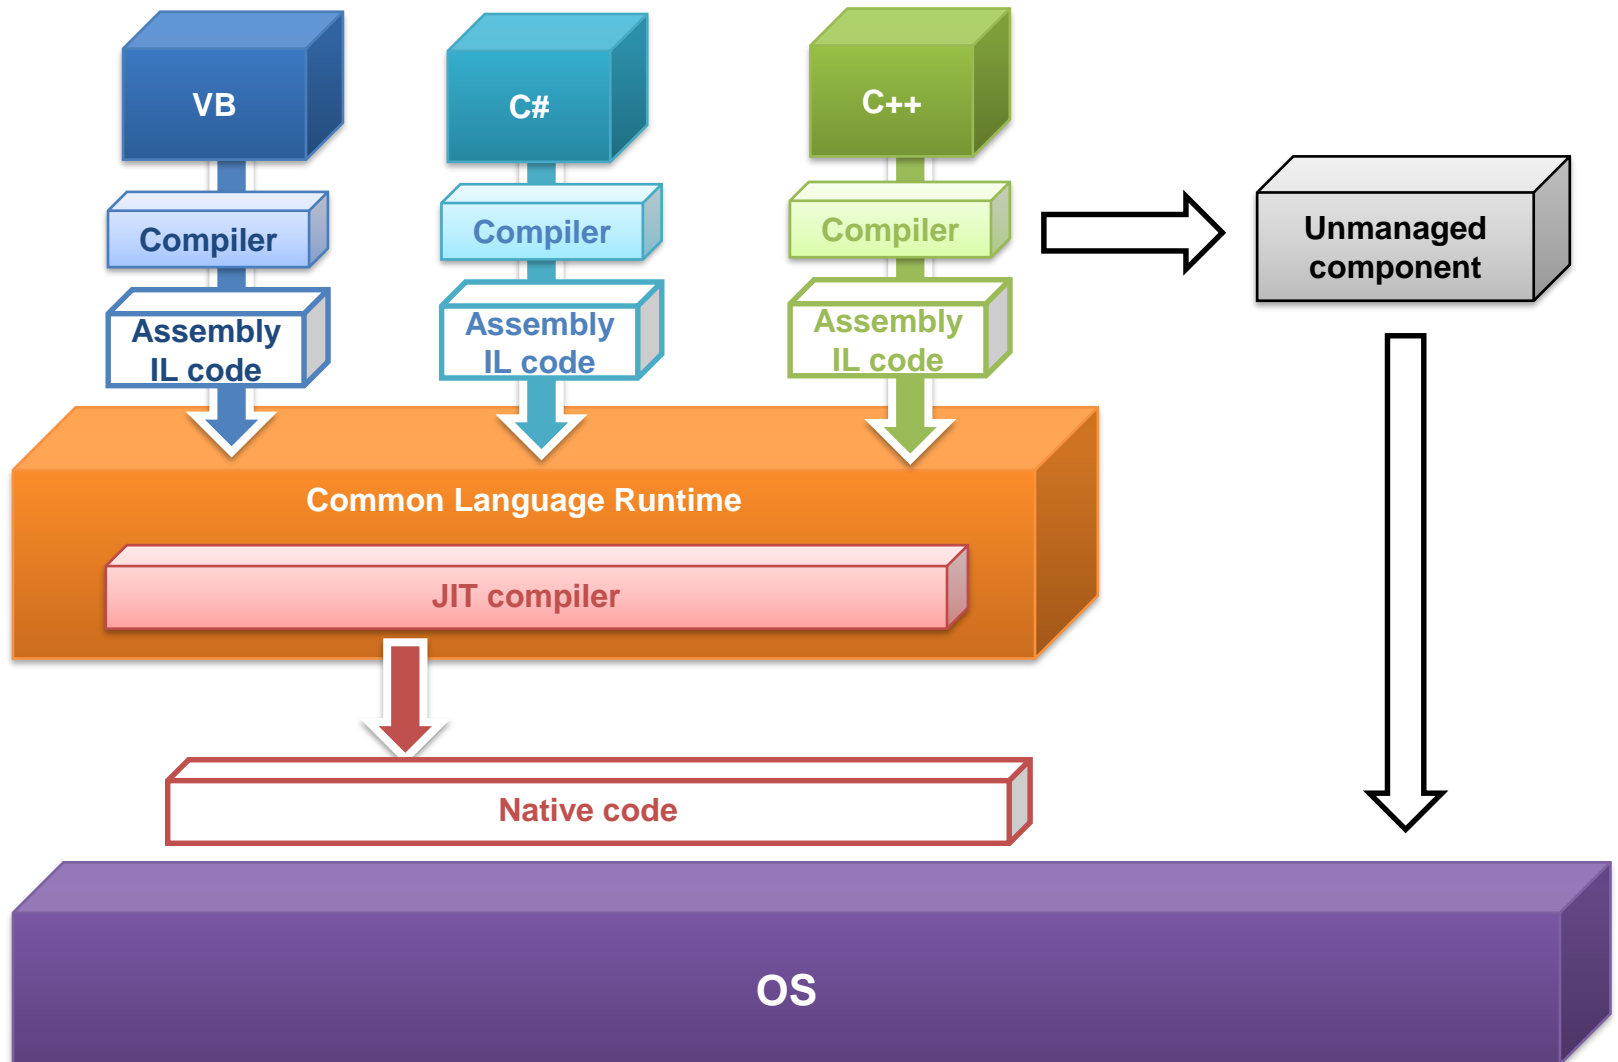 VB
C#
C++
Compiler
Compiler
Compiler
Unmanaged
component
Assembly
IL code
Assembly
IL code
Assembly
IL code
Common Language Runtime
JIT compiler
Native code
OS